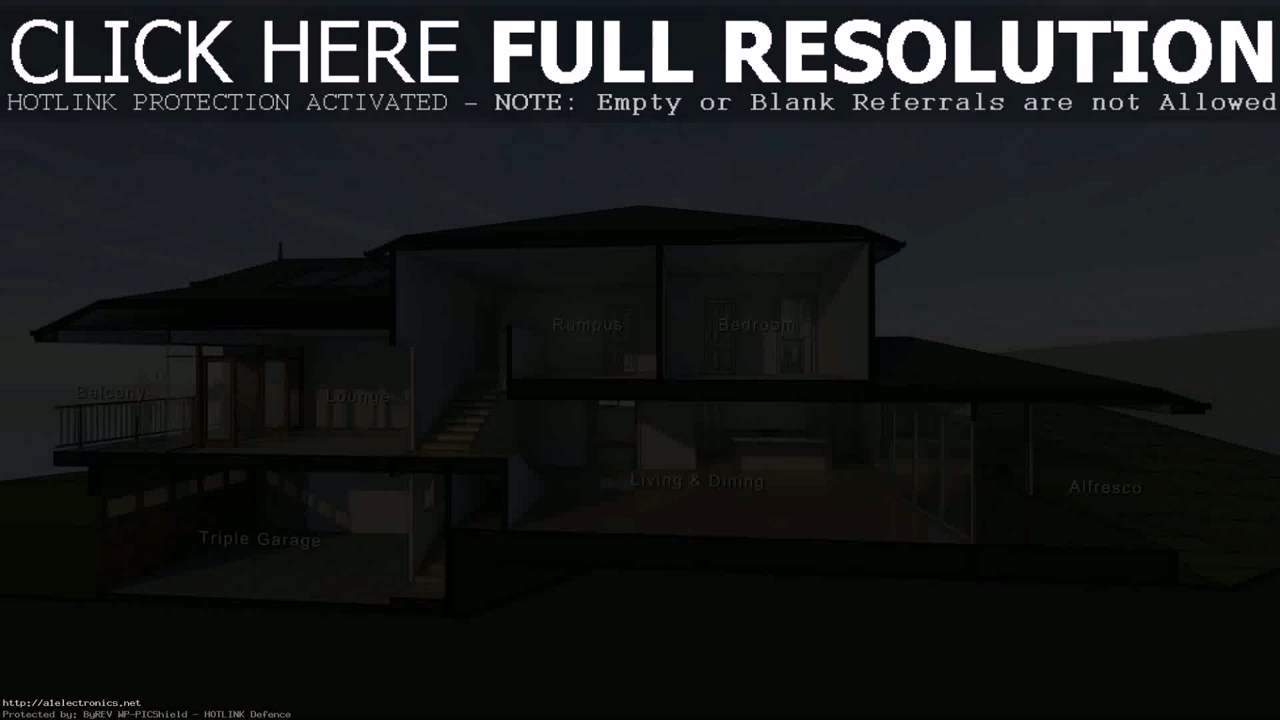 CLICK HERE FULL RESOLUTION
HOTLINK PROTECTION ACTIVATED - NOTE: Empty or Blank Referrals are not Allowed
Rumpus
Bedroom
Balcony
Lounge
Living & Dining
Alfresco
Triple Garage
http://a1electronics.net
Protected by: ByREV WP-PICShield - HOTLINK Defence